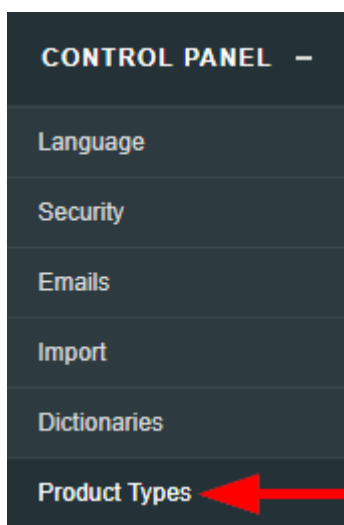 CONTROL PANEL –
Language
Security
Emails
Import
Dictionaries
Product Types